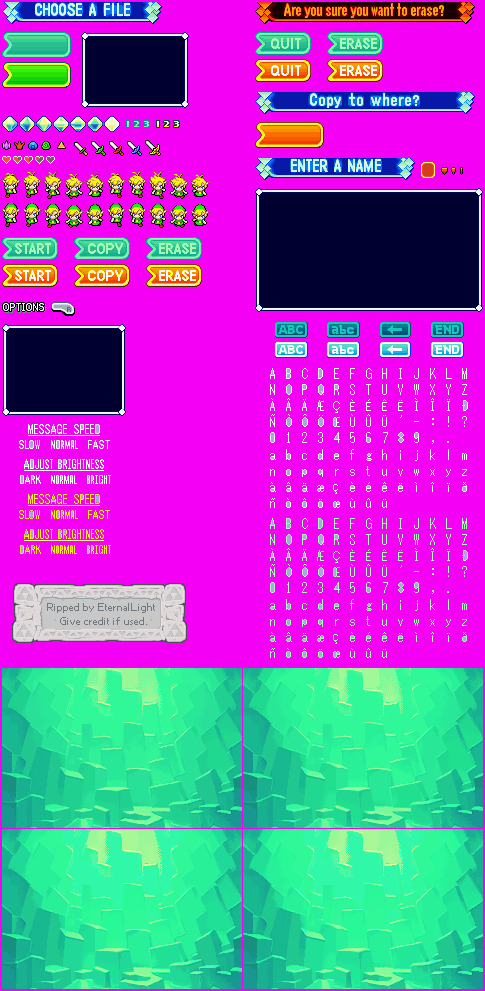 CHOOSE A FILE
1 2 3 1 2 3
START COPY ERASE
START COPY ERASE
OPTIONS
MESSAGE SPEED
SLOW NORMAL FAST
ADJUST BRIGHTNESS
DARK NORMAL BRIGHT
MESSAGE SPEED
SLOW NORMAL FAST
ADJUST BRIGHTNESS
DARK NORMAL BRIGHT
Ripped by EternalLight
Give credit if used.
Are you sure you want to erase?
QUIT ERASE
QUIT ERASE
Copy to where?
ENTER A NAME
ABC abc ← END
ABC abc ← END
A B C D E F G H I J K L M
N O P Q R S T U V W X Y Z
0 1 2 3 4 5 6 7 8 9 , .
a b c d e f g h i j k l m
n o p q r s t u v w x y z
A B C D E F G H I J K L M
N O P Q R S T U V W X Y Z
0 1 2 3 4 5 6 7 8 9 , .
a b c d e f g h i j k l m
n o p q r s t u v w x y z